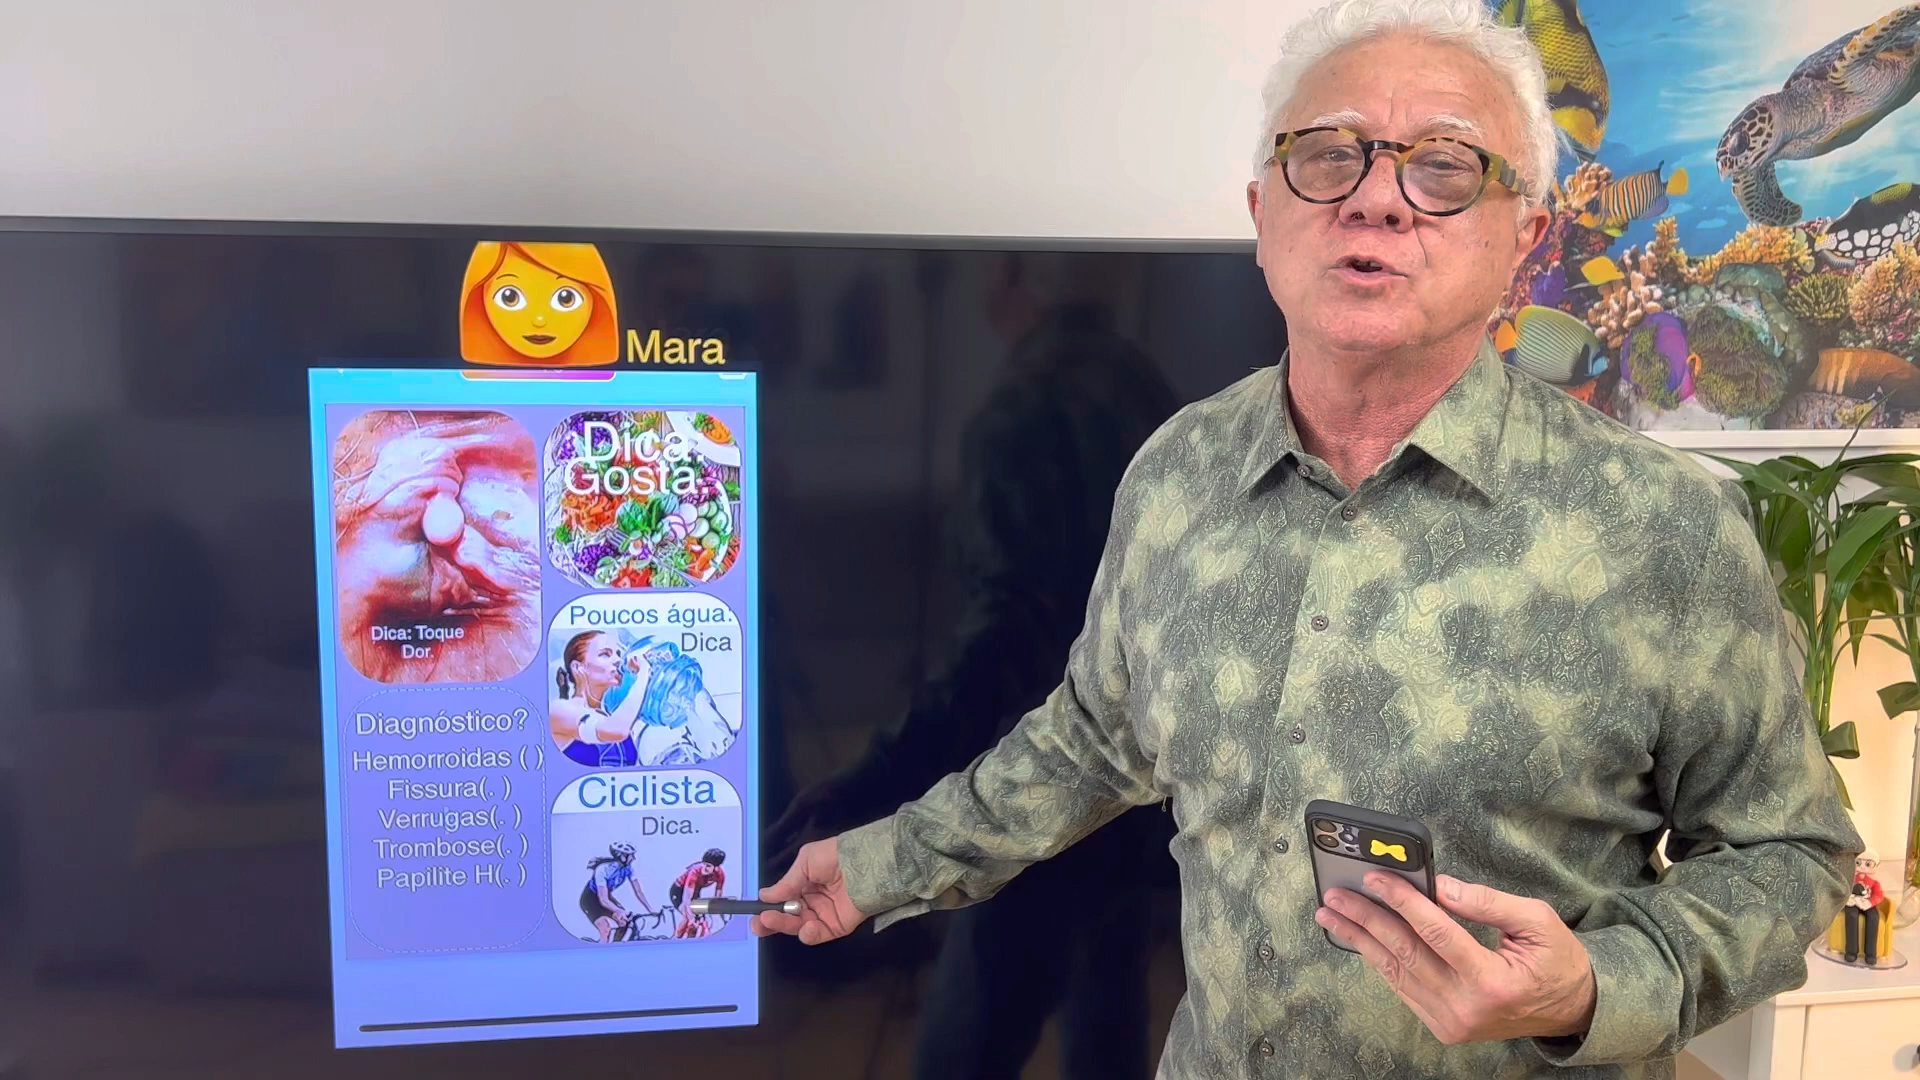 Mara
Dica:
Gosta.
Dica: Toque
Dor.
Poucos água:
Dica
Diagnóstico?
Hemorroidas ( )
Fissura(. )
Verrugas(. )
Trombose(. )
Papilite H(. )
Ciclista
Dica.